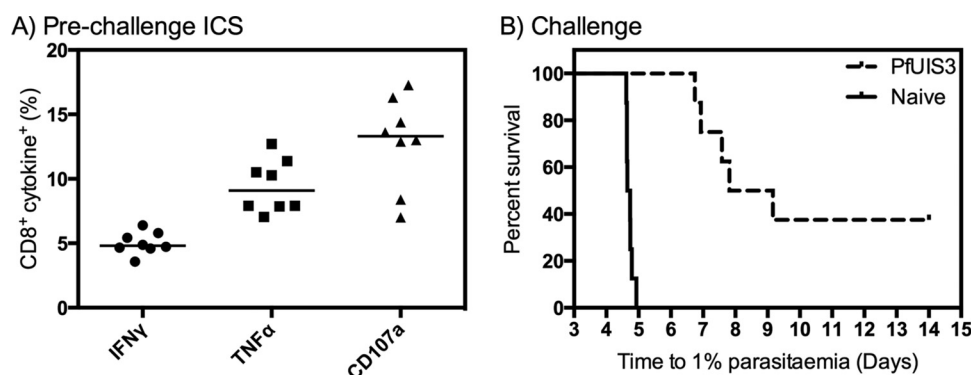 A) Pre-challenge ICS
CD8+ cytokine+ (%)
20
15
10
5
0
IFNγ
TNFα
CD107a
B) Challenge
PfUIS3
Naive
Percent survival
100
80
60
40
20
0
3 4 5 6 7 8 9 10 11 12 13 14 15
Time to 1% parasitaemia (Days)